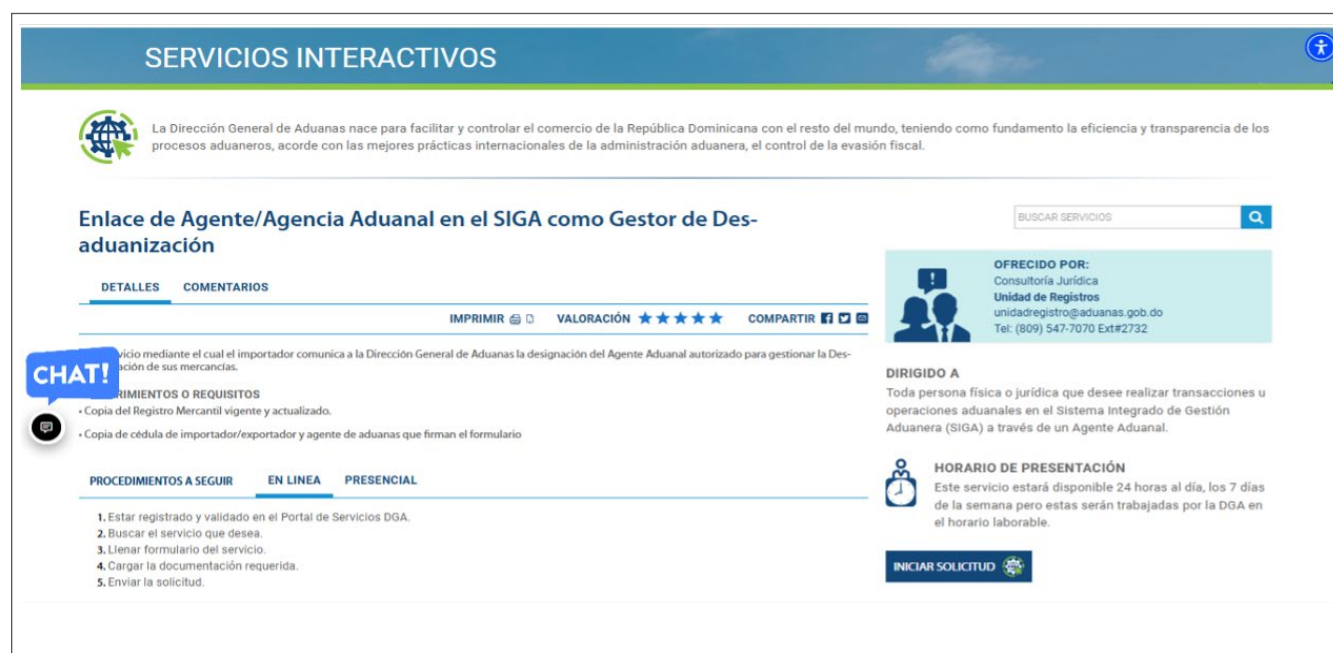 SERVICIOS INTERACTIVOS
La Dirección General de Aduanas nace para facilitar y controlar el comercio de la República Dominicana con el resto del mundo, teniendo como fundamento la eficiencia y transparencia de los
procesos aduaneros, acorde con las mejores prácticas internacionales de la administración aduanera, el control de la evasión fiscal.
Enlace de Agente/Agencia Aduanal en el SIGA como Gestor de Des-
aduanización
DETALLES COMENTARIOS
IMPRIMIR VALORACIÓN COMPARTIR
mediante el cual el importador comunica a la Dirección General de Aduanas la designación del Agente Aduanal autorizado para gestionar la Des-
de sus mercancías.
CHAT!
O REQUISITOS
• Copia del Registro Mercantil vigente y actualizado.
• Copia de cédula de importador/exportador y agente de aduanas que firman el formulario
PROCEDIMIENTOS A SEGUIR EN LINEA PRESENCIAL
1. Estar registrado y validado en el Portal de Servicios DGA.
2. Buscar el servicio que desea.
3. Llenar formulario del servicio.
4. Cargar la documentación requerida.
5. Enviar la solicitud.
BUSCAR SERVICIOS
OFRECIDO POR:
Consultoría Jurídica
Unidad de Registros
unidadregistro@aduanas.gob.do
Tel: (809) 547-7070 Ext#2732
DIRIGIDO A
Toda persona física o jurídica que desee realizar transacciones u
operaciones aduanales en el Sistema Integrado de Gestión
Aduanera (SIGA) a través de un Agente Aduanal.
HORARIO DE PRESENTACIÓN
Este servicio estará disponible 24 horas al día, los 7 días
de la semana pero estas serán trabajadas por la DGA en
el horario laborable.
INICIAR SOLICITUD